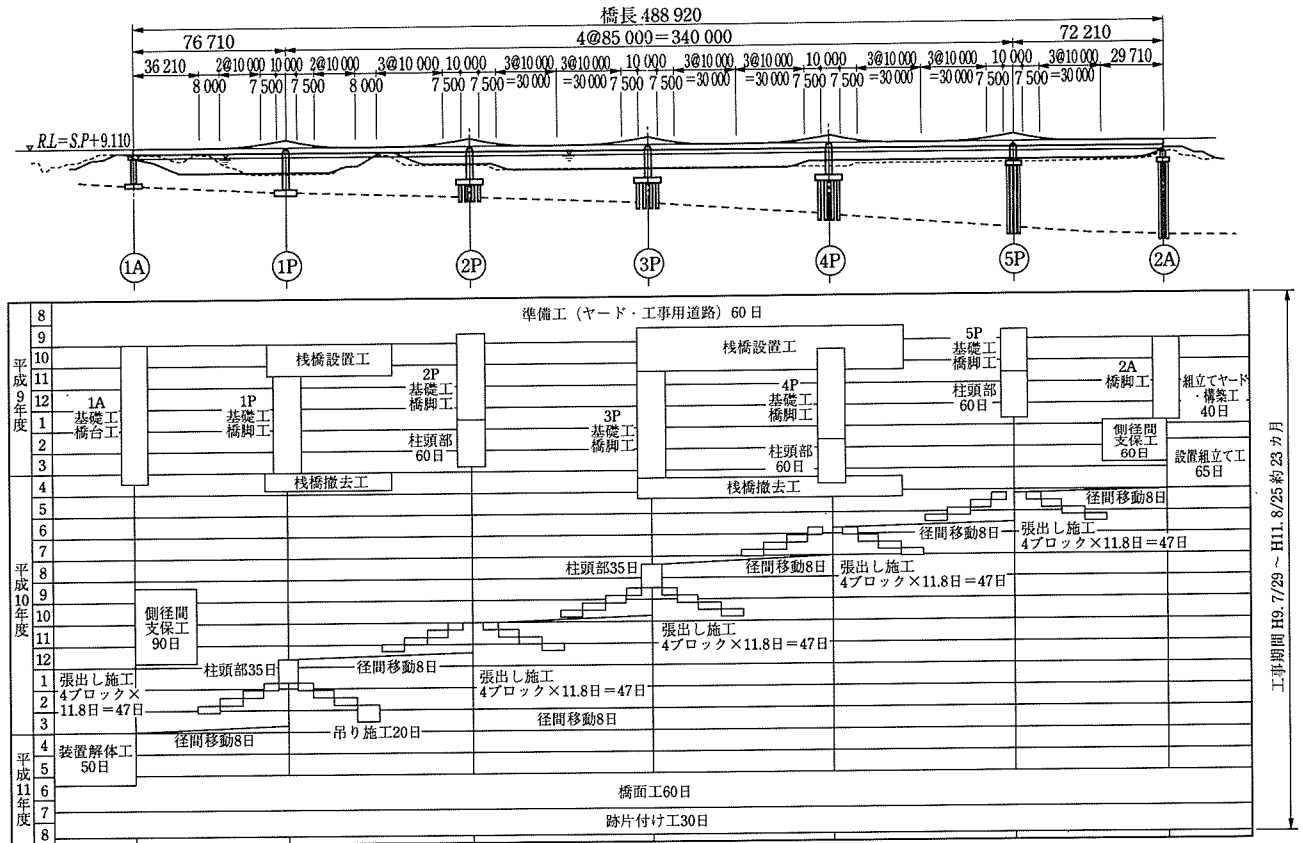 橋長 488 920
76 710
4@85 000=340 000
72 210
36 210
8 000
2@10 000
7 500
10 000
7 500
2@10 000
8 000
3@10 000
7 500
10 000
7 500
3@10 000
=30 000
3@10 000
=30 000
7 500
10 000
7 500
3@10 000
=30 000
3@10 000
=30 000
7 500
10 000
7 500
3@10 000
=30 000
3@10 000
=30 000
7 500
10 000
7 500
3@10 000
=30 000
29 710
R.L=S.P+9.110
1A
1P
2P
3P
4P
5P
2A
平成9年度
8
9
10
11
12
1
2
3
平成10年度
4
5
6
7
8
9
10
11
12
1
2
3
平成11年度
4
5
6
7
8
準備工(ヤード・工事用道路)60日
1A
基礎工
橋台工
1P
基礎工
橋脚工
桟橋設置工
2P
基礎工
橋脚工
柱頭部
60日
桟橋設置工
3P
基礎工
橋脚工
4P
基礎工
橋脚工
柱頭部
60日
5P
基礎工
橋脚工
柱頭部
60日
2A
橋脚工
組立てヤード
・構築工
40日
側径間
支保工
60日
設置組立て工
65日
桟橋撤去工
桟橋撤去工
径間移動8日
張出し施工
4ブロック×11.8日=47日
径間移動8日
張出し施工
4ブロック×11.8日=47日
径間移動8日
柱頭部35日
張出し施工
4ブロック×11.8日=47日
側径間
支保工
90日
径間移動8日
張出し施工
4ブロック×11.8日=47日
柱頭部35日
張出し施工
4ブロック×
11.8日=47日
吊り施工20日
径間移動8日
径間移動8日
装置解体工
50日
橋面工60日
跡片付け工30日
工事期間 H9.7/29~H11.8/25 約23ヵ月